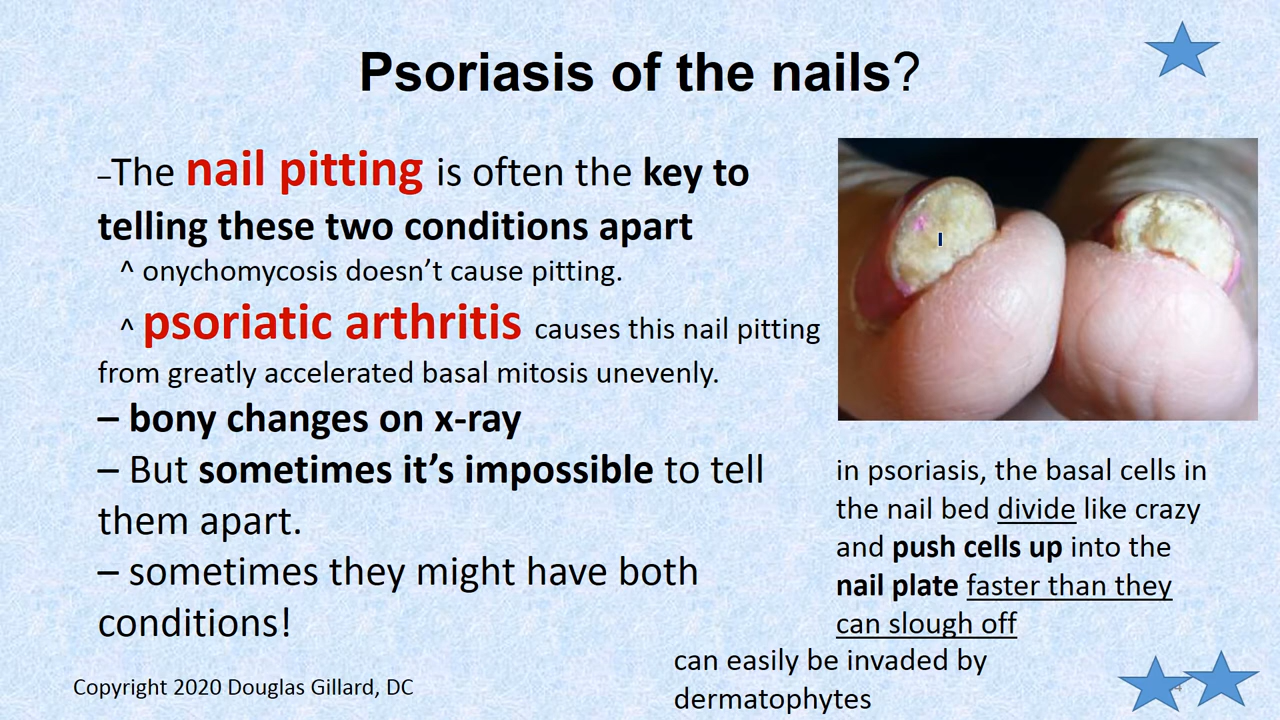 Psoriasis of the nails?
–The nail pitting is often the key to
telling these two conditions apart
^ onychomycosis doesn’t cause pitting.
^ psoriatic arthritis causes this nail pitting
from greatly accelerated basal mitosis unevenly.
– bony changes on x-ray
– But sometimes it’s impossible to tell
them apart.
– sometimes they might have both
conditions!
in psoriasis, the basal cells in
the nail bed divide like crazy
and push cells up into the
nail plate faster than they
can slough off
can easily be invaded by
dermatophytes
Copyright 2020 Douglas Gillard, DC